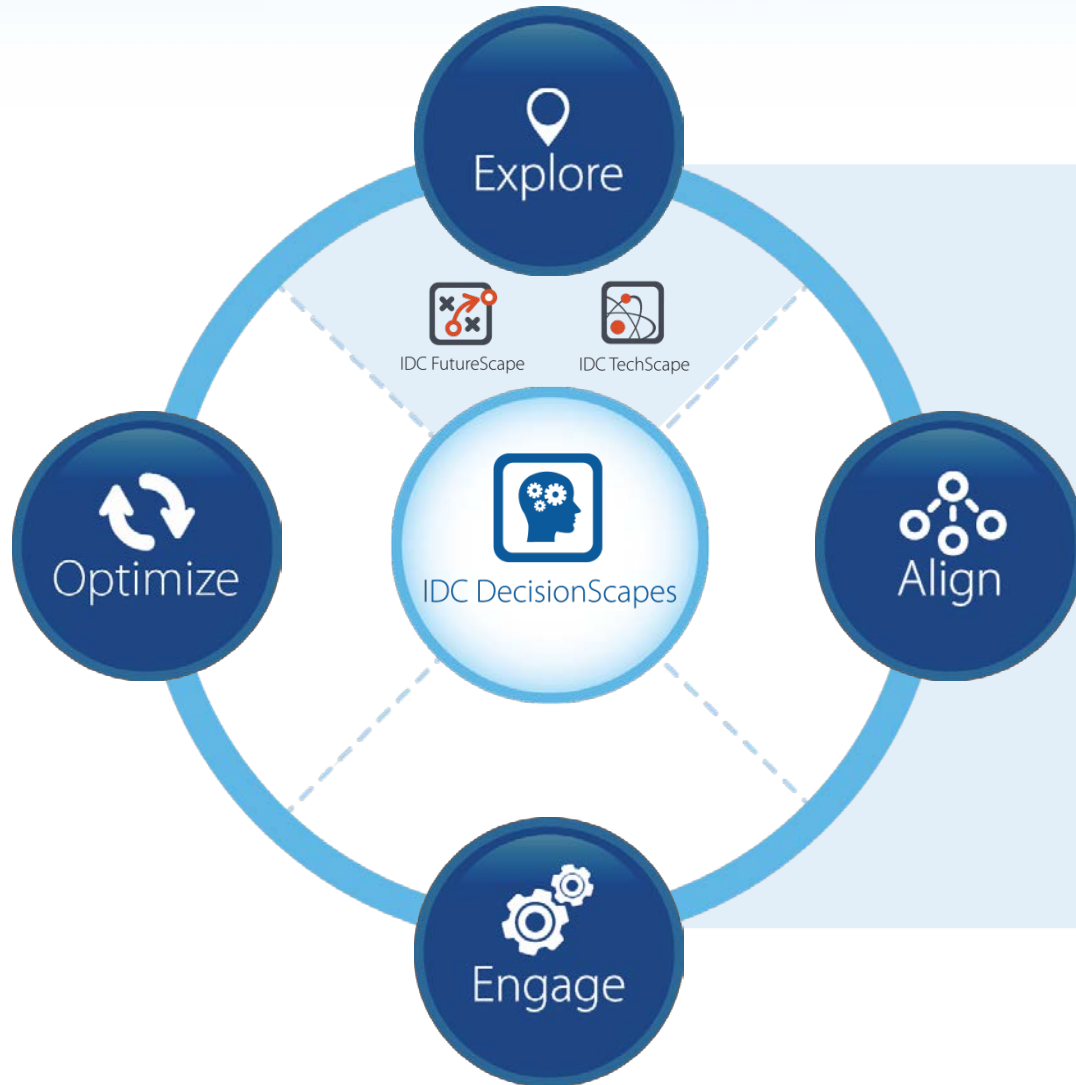 Explore
IDC FutureScape
IDC TechScape
Optimize
IDC DecisionScapes
Align
Engage